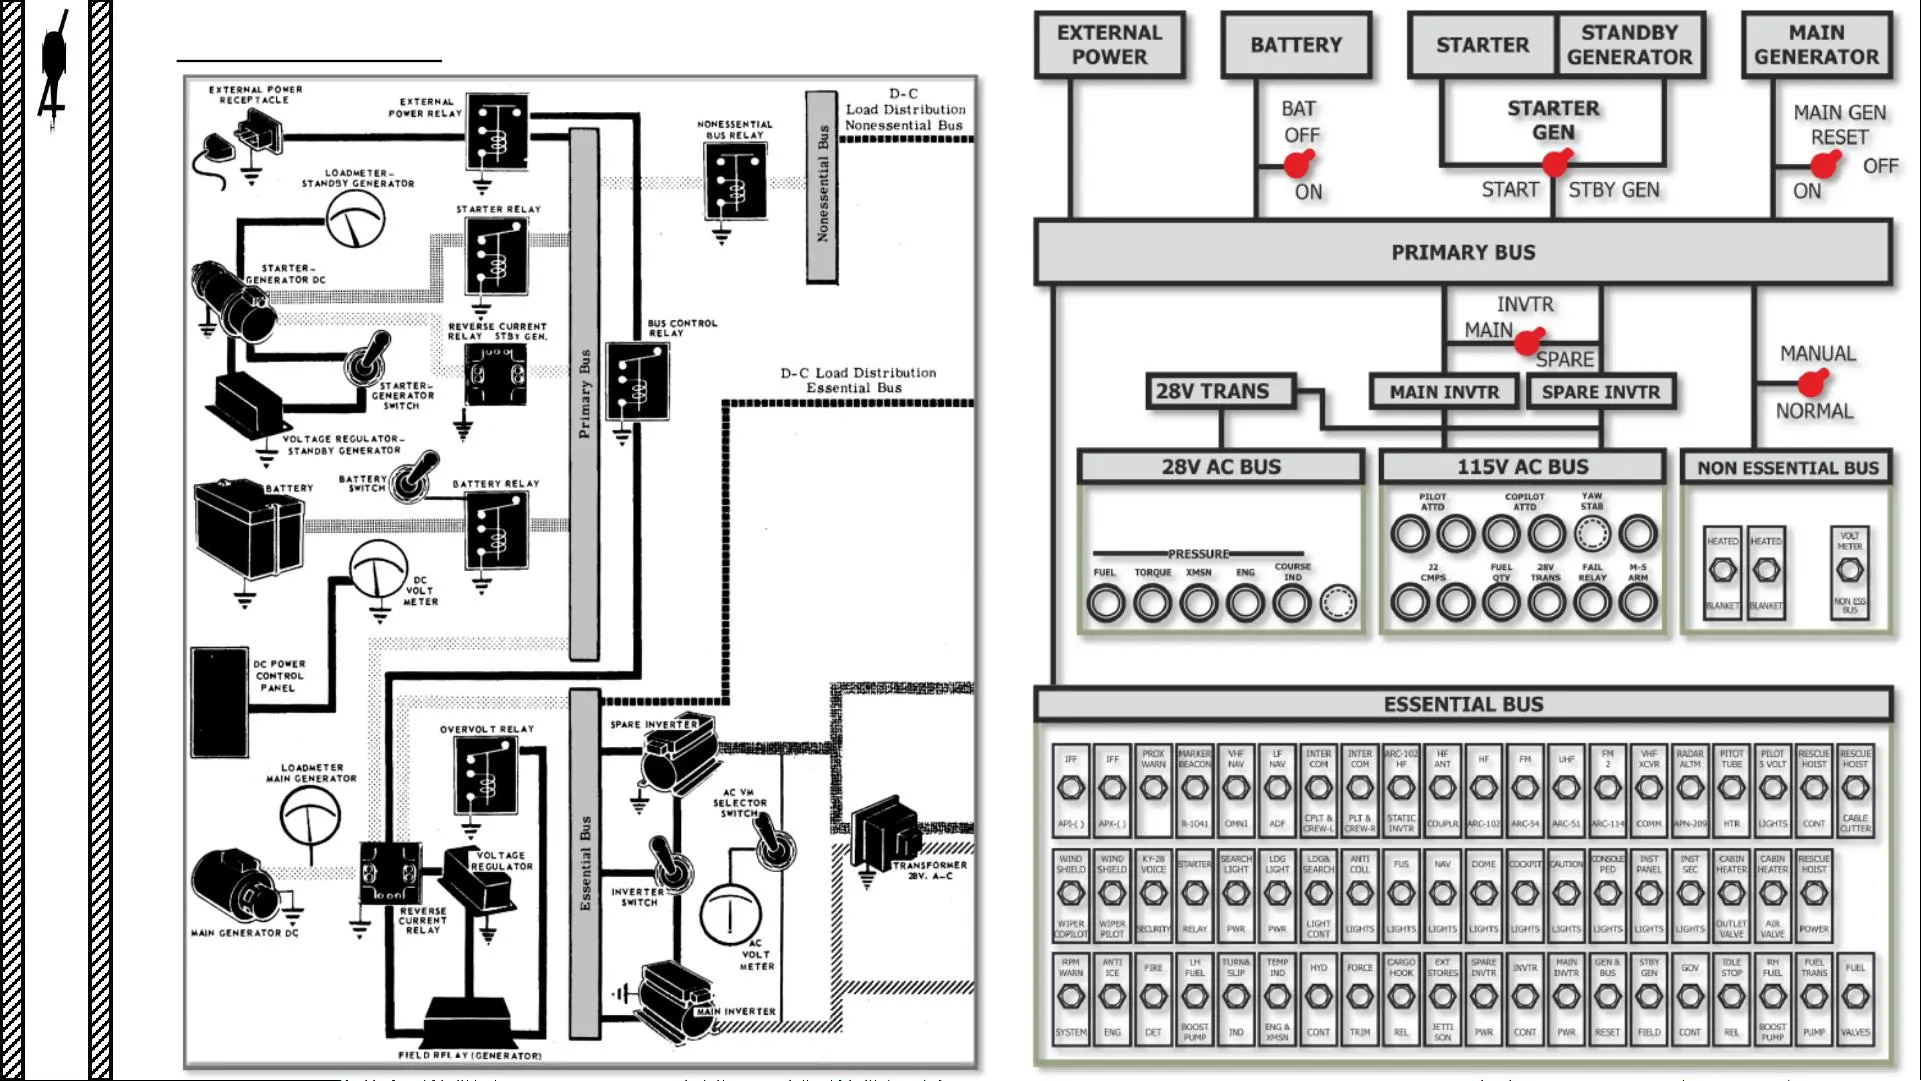 EXTERNAL POWER
RECEPTACLE
EXTERNAL
POWER RELAY
LOADMETER–
STANDBY GENERATOR
STARTER RELAY
STARTER–
GENERATOR DC
REVERSE CURRENT
RELAY STBY GEN.
BUS CONTROL
RELAY
NONESSENTIAL
BUS RELAY
Nonessential Bus
D-C
Load Distribution
Nonessential Bus
STARTER–
GENERATOR
SWITCH
VOLTAGE REGULATOR–
STANDBY GENERATOR
Primary Bus
D-C Load Distribution
Essential Bus
BATTERY
BATTERY
SWITCH
BATTERY RELAY
DC
VOLT
METER
DC POWER
CONTROL
PANEL
OVERVOLT RELAY
LOADMETER
MAIN GENERATOR
VOLTAGE
REGULATOR
REVERSE
CURRENT
RELAY
MAIN GENERATOR DC
FIELD RELAY (GENERATOR)
Essential Bus
SPARE INVERTER
AC VM
SELECTOR
SWITCH
INVERTER
SWITCH
AC
VOLT
METER
MAIN INVERTER
TRANSFORMER
28V. A-C
EXTERNAL
POWER
BATTERY
STARTER
STANDBY
GENERATOR
MAIN
GENERATOR
BAT
OFF
ON
STARTER
GEN
START
STBY GEN
MAIN GEN
RESET
OFF
ON
PRIMARY BUS
INVTR
MAIN
SPARE
MANUAL
NORMAL
28V TRANS
MAIN INVTR
SPARE INVTR
28V AC BUS
PRESSURE
FUEL
TORQUE
XMSN
ENG
COURSE
IND
115V AC BUS
PILOT
ATTD
COPILOT
ATTD
YAW
STAB
J2
CMPS
FUEL
QTY
28V
TRANS
FAIL
RELAY
M-5
ARM
NON ESSENTIAL BUS
HEATED
BLANKET
HEATED
BLANKET
VOLT
METER
NON ESS
BUS
ESSENTIAL BUS
IFF
API-( )
IFF
APX-( )
PROX
WARN
MARKER
BEACON
R-1041
VHF
NAV
OMNI
LF
NAV
ADF
INTER
COM
CPLT &
CREW-L
INTER
COM
PLT &
CREW-R
ARC-102
HF
STATIC
INVTR
HF
ANT
COUPLR
HF
ARC-102
FM
ARC-54
UHF
ARC-51
FM
2
ARC-114
VHF
XCVR
COMM
RADAR
ALTM
APN-209
PITOT
TUBE
HTR
PILOT
5 VOLT
LIGHTS
RESCUE
HOIST
CONT
RESCUE
HOIST
CABLE
CUTTER
WIND
SHIELD
WIPER
COPILOT
WIND
SHIELD
WIPER
PILOT
KY-28
VOICE
SECURITY
STARTER
RELAY
SEARCH
LIGHT
PWR
LDG
LIGHT
PWR
LDG&
SEARCH
LIGHT
CONT
ANTI
COLL
LIGHTS
FUS
LIGHTS
NAV
LIGHTS
DOME
LIGHTS
COCKPIT
LIGHTS
CAUTION
LIGHTS
CONSOLE
PED
LIGHTS
INST
PANEL
LIGHTS
INST
SEC
LIGHTS
CABIN
HEATER
OUTLET
VALVE
CABIN
HEATER
AIR
VALVE
RESCUE
HOIST
POWER
RPM
WARN
SYSTEM
ANTI
ICE
ENG
FIRE
DET
LH
FUEL
BOOST
PUMP
TURN&
SLIP
IND
TEMP
IND
ENG &
XMSN
HYD
CONT
FORCE
TRIM
CARGO
HOOK
REL
EXT
STORES
JETTI
SON
SPARE
INVTR
PWR
INVTR
CONT
MAIN
INVTR
PWR
GEN &
BUS
RESET
STBY
GEN
FIELD
GOV
CONT
IDLE
STOP
REL
RH
FUEL
BOOST
PUMP
FUEL
TRANS
PUMP
FUEL
VALVES